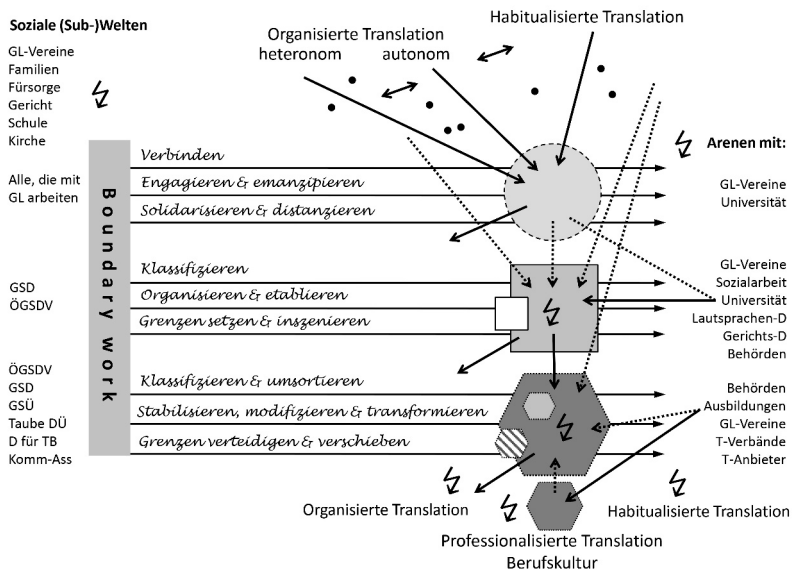 Soziale (Sub-)Welten
GL-Vereine
Familien
Fürsorge
Gericht
Schule
Kirche
Alle, die mit
GL arbeiten
GSD
ÖGSDV
ÖGSDV
GSD
GSÜ
Taube DÜ
D für TB
Komm-Ass
Boundary work
Organisierte Translation
heteronom autonom
Habitualisierte Translation
Verbinden
Engagieren & emanzipieren
Solidarisieren & distanzieren
Klassifizieren
Organisieren & etablieren
Grenzen setzen & inszenieren
Klassifizieren & umsortieren
Stabilisieren, modifizieren & transformieren
Grenzen verteidigen & verschieben
Arenen mit:
GL-Vereine
Universität
GL-Vereine
Sozialarbeit
Universität
Lautsprachen-D
Gerichts-D
Behörden
Behörden
Ausbildungen
GL-Vereine
T-Verbände
T-Anbieter
Organisierte Translation
Habitualisierte Translation
Professionalisierte Translation
Berufskultur